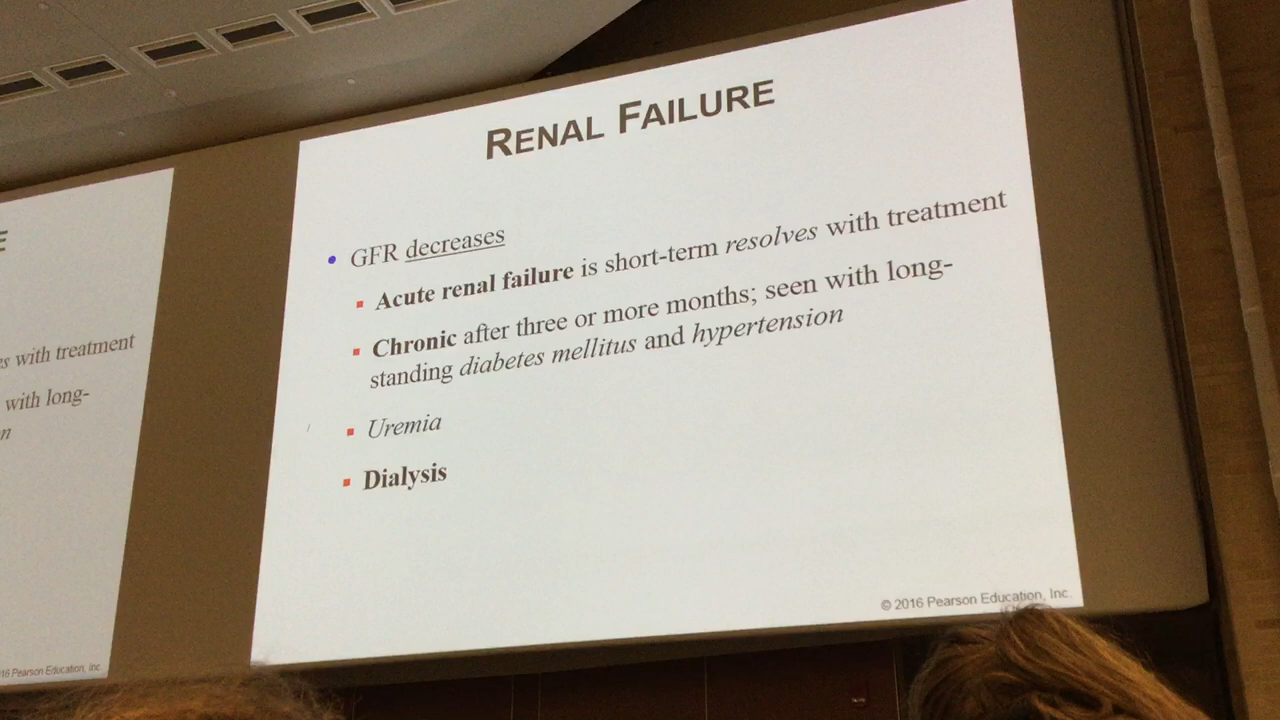 RENAL FAILURE
• GFR decreases
▪ Acute renal failure is short-term resolves with treatment
▪ Chronic after three or more months; seen with long-
standing diabetes mellitus and hypertension
▪ Uremia
▪ Dialysis
© 2016 Pearson Education, Inc.
E
es with treatment
with long-
n
16 Pearson Education, Inc.